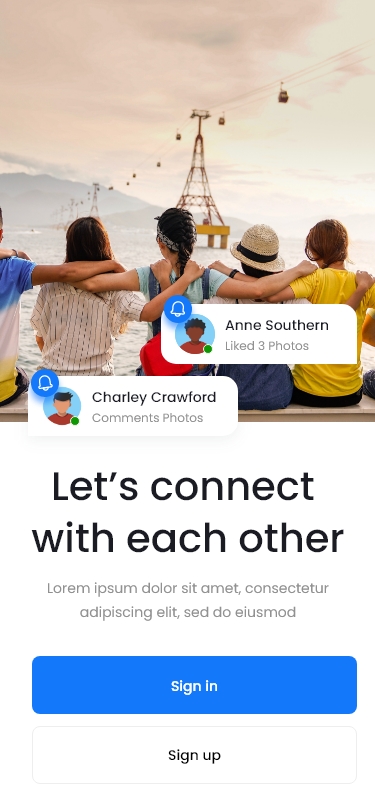 Anne Southern
Liked 3 Photos
Charley Crawford
Comments Photos
Let’s connect
with each other
Lorem ipsum dolor sit amet, consectetur
adipiscing elit, sed do eiusmod
Sign in
Sign up